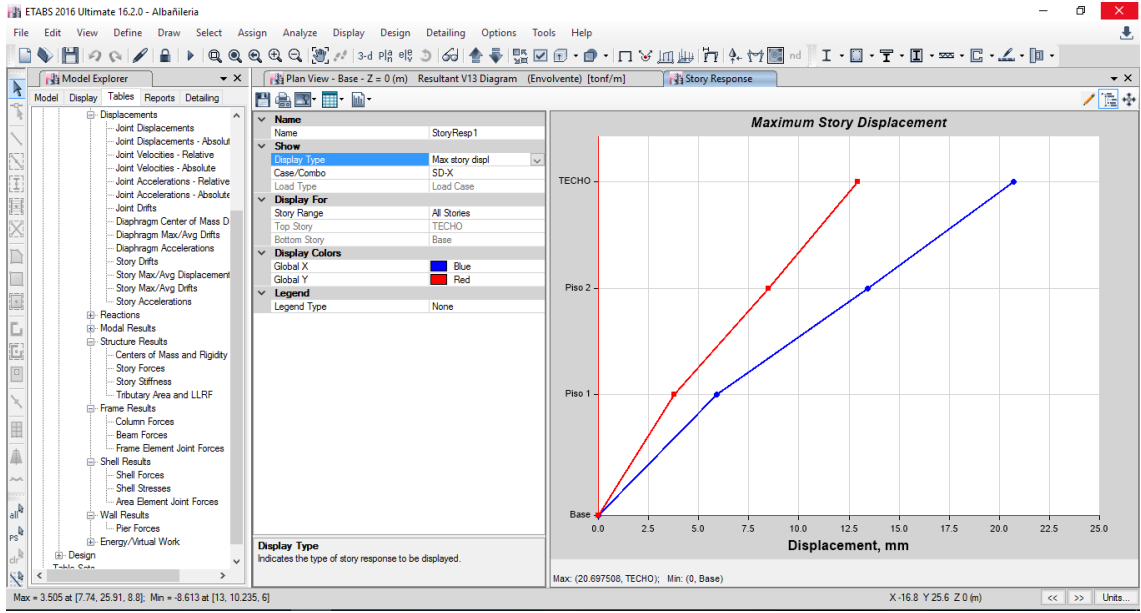 ETABS 2016 Ultimate 16.2.0 - Albañileria
File Edit View Define Draw Select Assign Analyze Display Design Detailing Options Tools Help
3-d plả elẹ nd
Model Explorer
Plan View - Base - Z = 0 (m) Resultant V13 Diagram (Envolvente) [tonf/m]
Story Response
Model Display Tables Reports Detailing
Displacements
Joint Displacements
Joint Displacements - Absolut
Joint Velocities - Relative
Joint Velocities - Absolute
Joint Accelerations - Relative
Joint Accelerations - Absolute
Joint Drifts
Diaphragm Center of Mass D
Diaphragm Max/Avg Drifts
Diaphragm Accelerations
Story Drifts
Story Max/Avg Displacement
Story Max/Avg Drifts
Story Accelerations
Reactions
Modal Results
Structure Results
Centers of Mass and Rigidity
Story Forces
Story Stiffness
Tributary Area and LLRF
Frame Results
Column Forces
Beam Forces
Frame Element Joint Forces
Shell Results
Shell Forces
Shell Stresses
Area Element Joint Forces
Wall Results
Pier Forces
Energy/Virtual Work
Design
Table Sets
all
PS
clr
Name
Name StoryResp1
Show
Display Type Max story displ
Case/Combo SD-X
Load Type Load Case
Display For
Story Range All Stories
Top Story TECHO
Bottom Story Base
Display Colors
Global X Blue
Global Y Red
Legend
Legend Type None
Display Type
Indicates the type of story response to be displayed.
Maximum Story Displacement
TECHO
Piso 2
Piso 1
Base
0.0 2.5 5.0 7.5 10.0 12.5 15.0 17.5 20.0 22.5 25.0
Displacement, mm
Max: (20.697508, TECHO); Min: (0, Base)
Max = 3.505 at [7.74, 25.91, 8.8]; Min = -8.613 at [13, 10.235, 6]
X -16.8 Y 25.6 Z 0 (m)
<< >> Units...